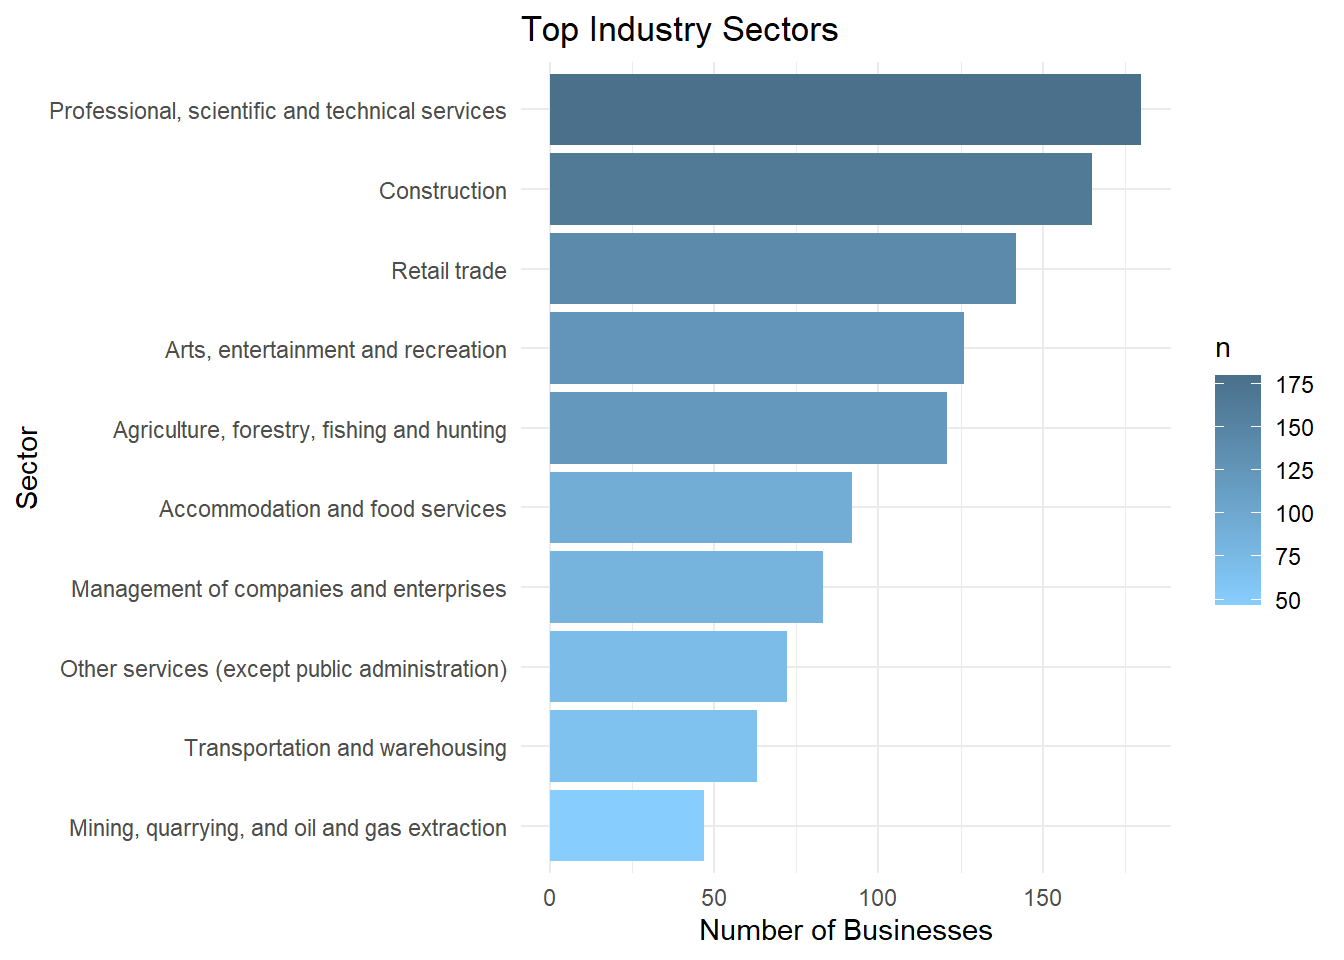 Top Industry Sectors
Sector
Professional, scientific and technical services
Construction
Retail trade
Arts, entertainment and recreation
Agriculture, forestry, fishing and hunting
Accommodation and food services
Management of companies and enterprises
Other services (except public administration)
Transportation and warehousing
Mining, quarrying, and oil and gas extraction
0 50 100 150
Number of Businesses
n
175
150
125
100
75
50